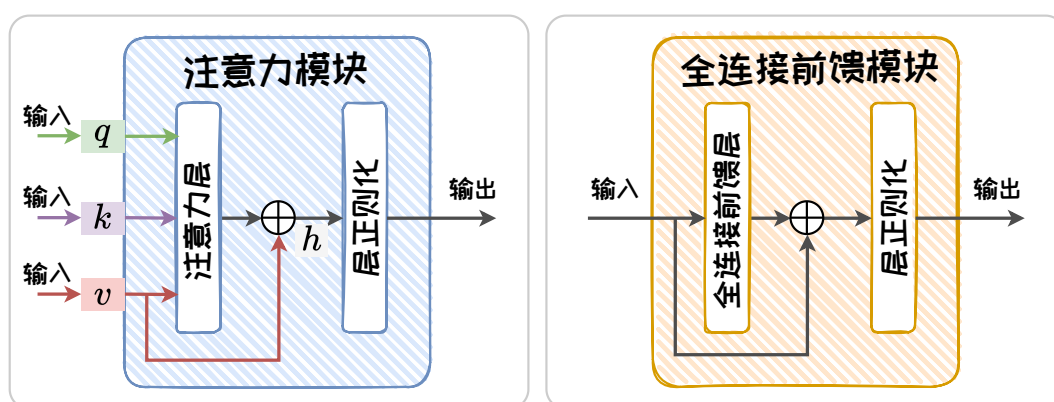 注意力模块
输入
q
输入
k
输入
v
注意力层
h
层正则化
输出
全连接前馈模块
输入
全连接前馈层
层正则化
输出